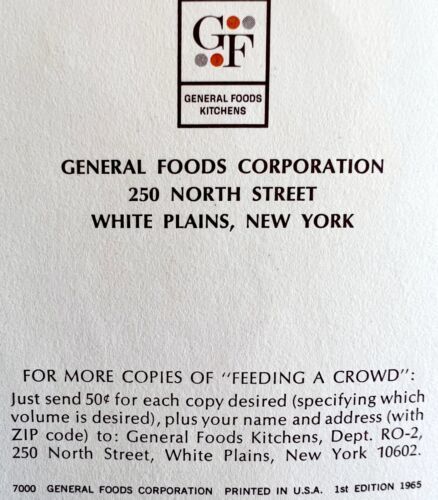 GF
GENERAL FOODS
KITCHENS
GENERAL FOODS CORPORATION
250 NORTH STREET
WHITE PLAINS, NEW YORK
FOR MORE COPIES OF "FEEDING A CROWD":
Just send 50¢ for each copy desired (specifying which
volume is desired), plus your name and address (with
ZIP code) to: General Foods Kitchens, Dept. RO-2,
250 North Street, White Plains, New York 10602.
7000 GENERAL FOODS CORPORATION PRINTED IN U.S.A. 1st EDITION 1965